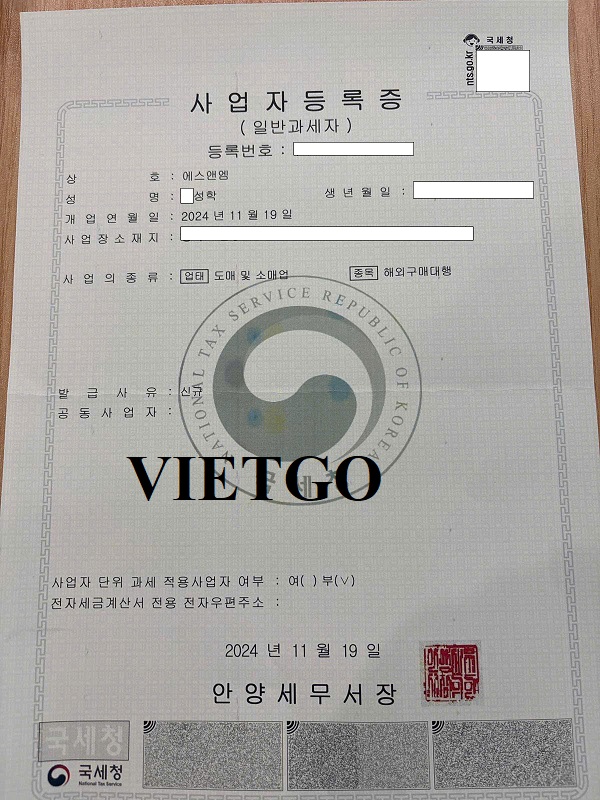 국세청
nts.go.kr
사업자등록증
( 일반과세자 )
등록번호 :
상 호 : 에스앤엠
성 명 : 성학 생년월일 :
개업연월일 : 2024 년 11 월 19 일
사업장소재지 :
사업의종류 : 업태 도매 및 소매업 종목 해외구매대행
NATIONAL TAX SERVICE REPUBLIC OF KOREA
발급사유 : 신규
공동사업자 :
VIETGO
국세청
사업자 단위 과세 적용사업자 여부 : 여( ) 부(∨)
전자세금계산서 전용 전자우편주소 :
2024 년 11 월 19 일
안양세무서장
국세청
국세청
National Tax Service